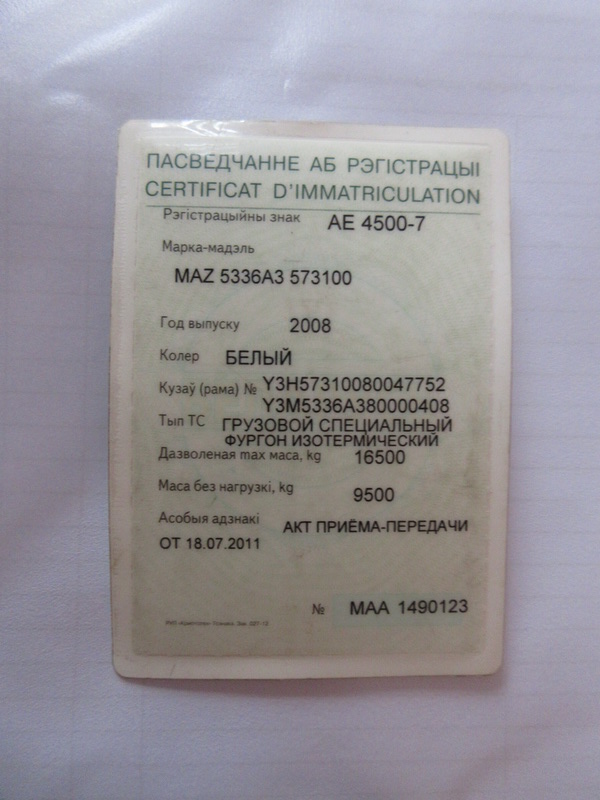 ПАСВЕДЧАННЕ АБ РЭГІСТРАЦЫІ
CERTIFICAT D'IMMATRICULATION
Рэгістрацыйны знак АЕ 4500-7
Марка-мадэль
MAZ 5336A3 573100
Год выпуску 2008
Колер БЕЛЫЙ
Кузаў (рама) № Y3H57310080047752
Y3M5336A380000408
Тып ТС ГРУЗОВОЙ СПЕЦИАЛЬНЫЙ
ФУРГОН ИЗОТЕРМИЧЕСКИЙ
Дазволеная max маса, kg 16500
Маса без нагрузкі, kg 9500
Асобыя адзнакі АКТ ПРИЁМА-ПЕРЕДАЧИ
ОТ 18.07.2011
№ МАА 1490123